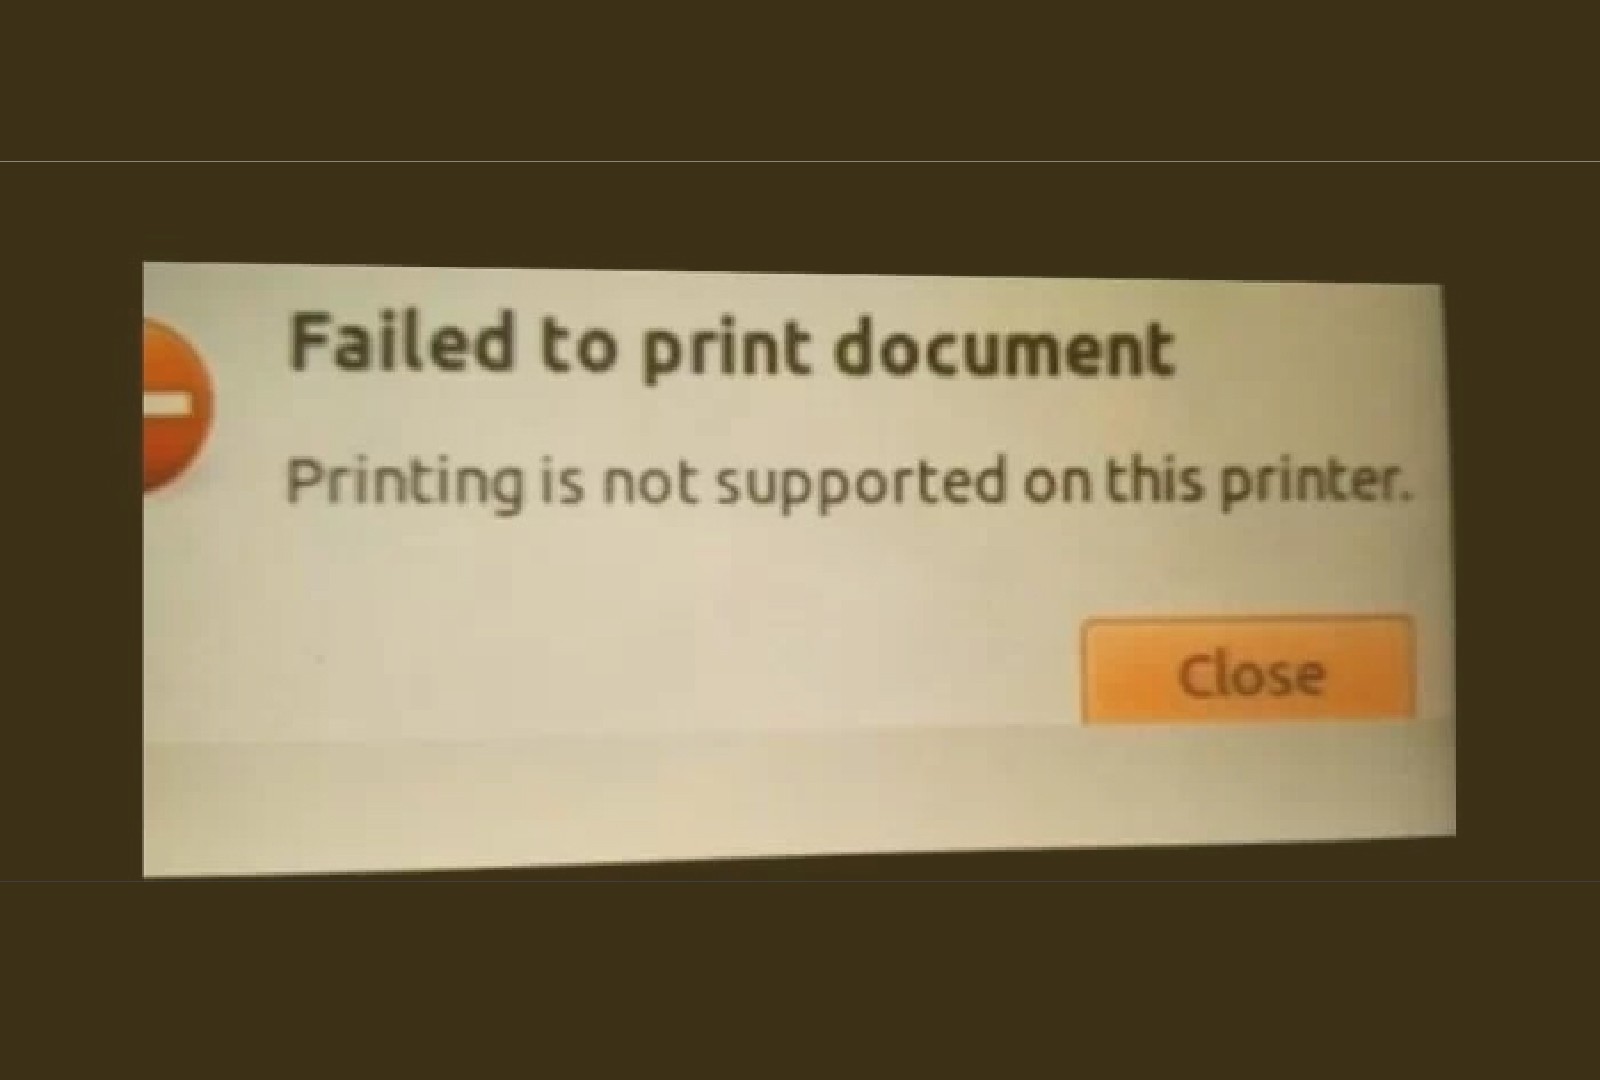 Failed to print document
Printing is not supported on this printer.
Close